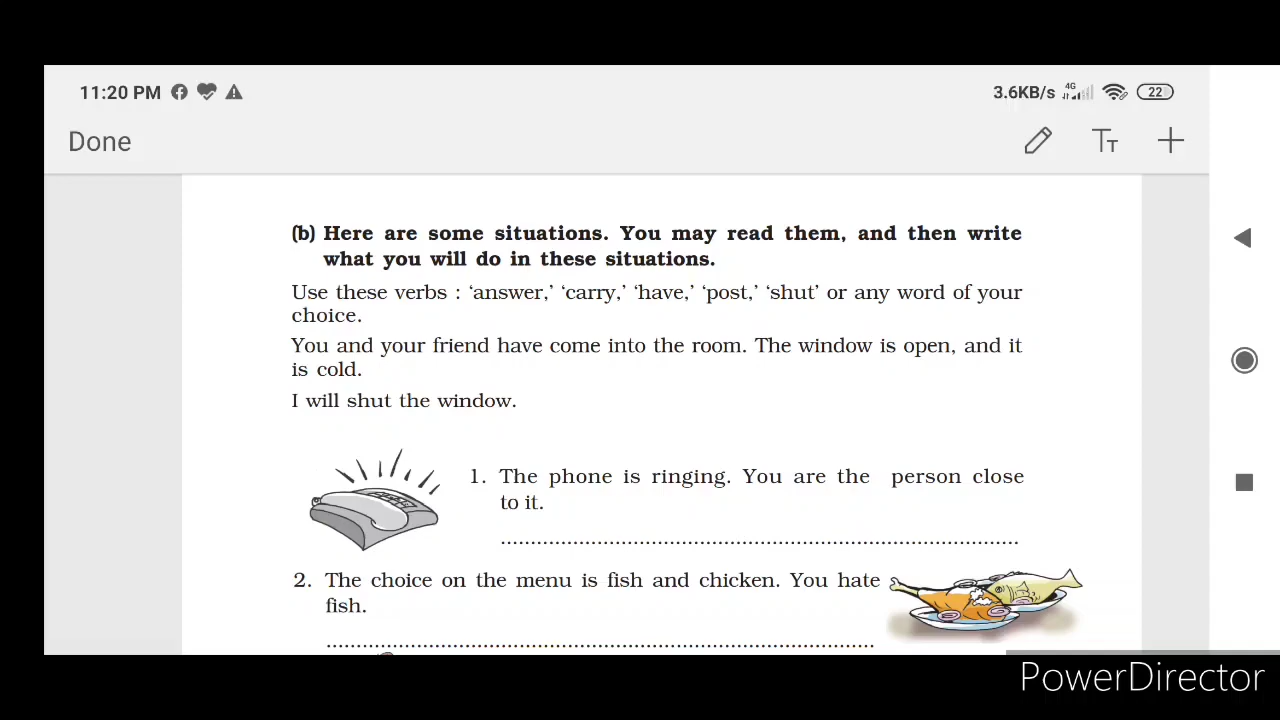 11:20 PM
3.6KB/s 4G 22
Done
TT
(b) Here are some situations. You may read them, and then write
what you will do in these situations.
Use these verbs : ‘answer,’ ‘carry,’ ‘have,’ ‘post,’ ‘shut’ or any word of your
choice.
You and your friend have come into the room. The window is open, and it
is cold.
I will shut the window.
1. The phone is ringing. You are the person close
to it.
2. The choice on the menu is fish and chicken. You hate
fish.
PowerDirector